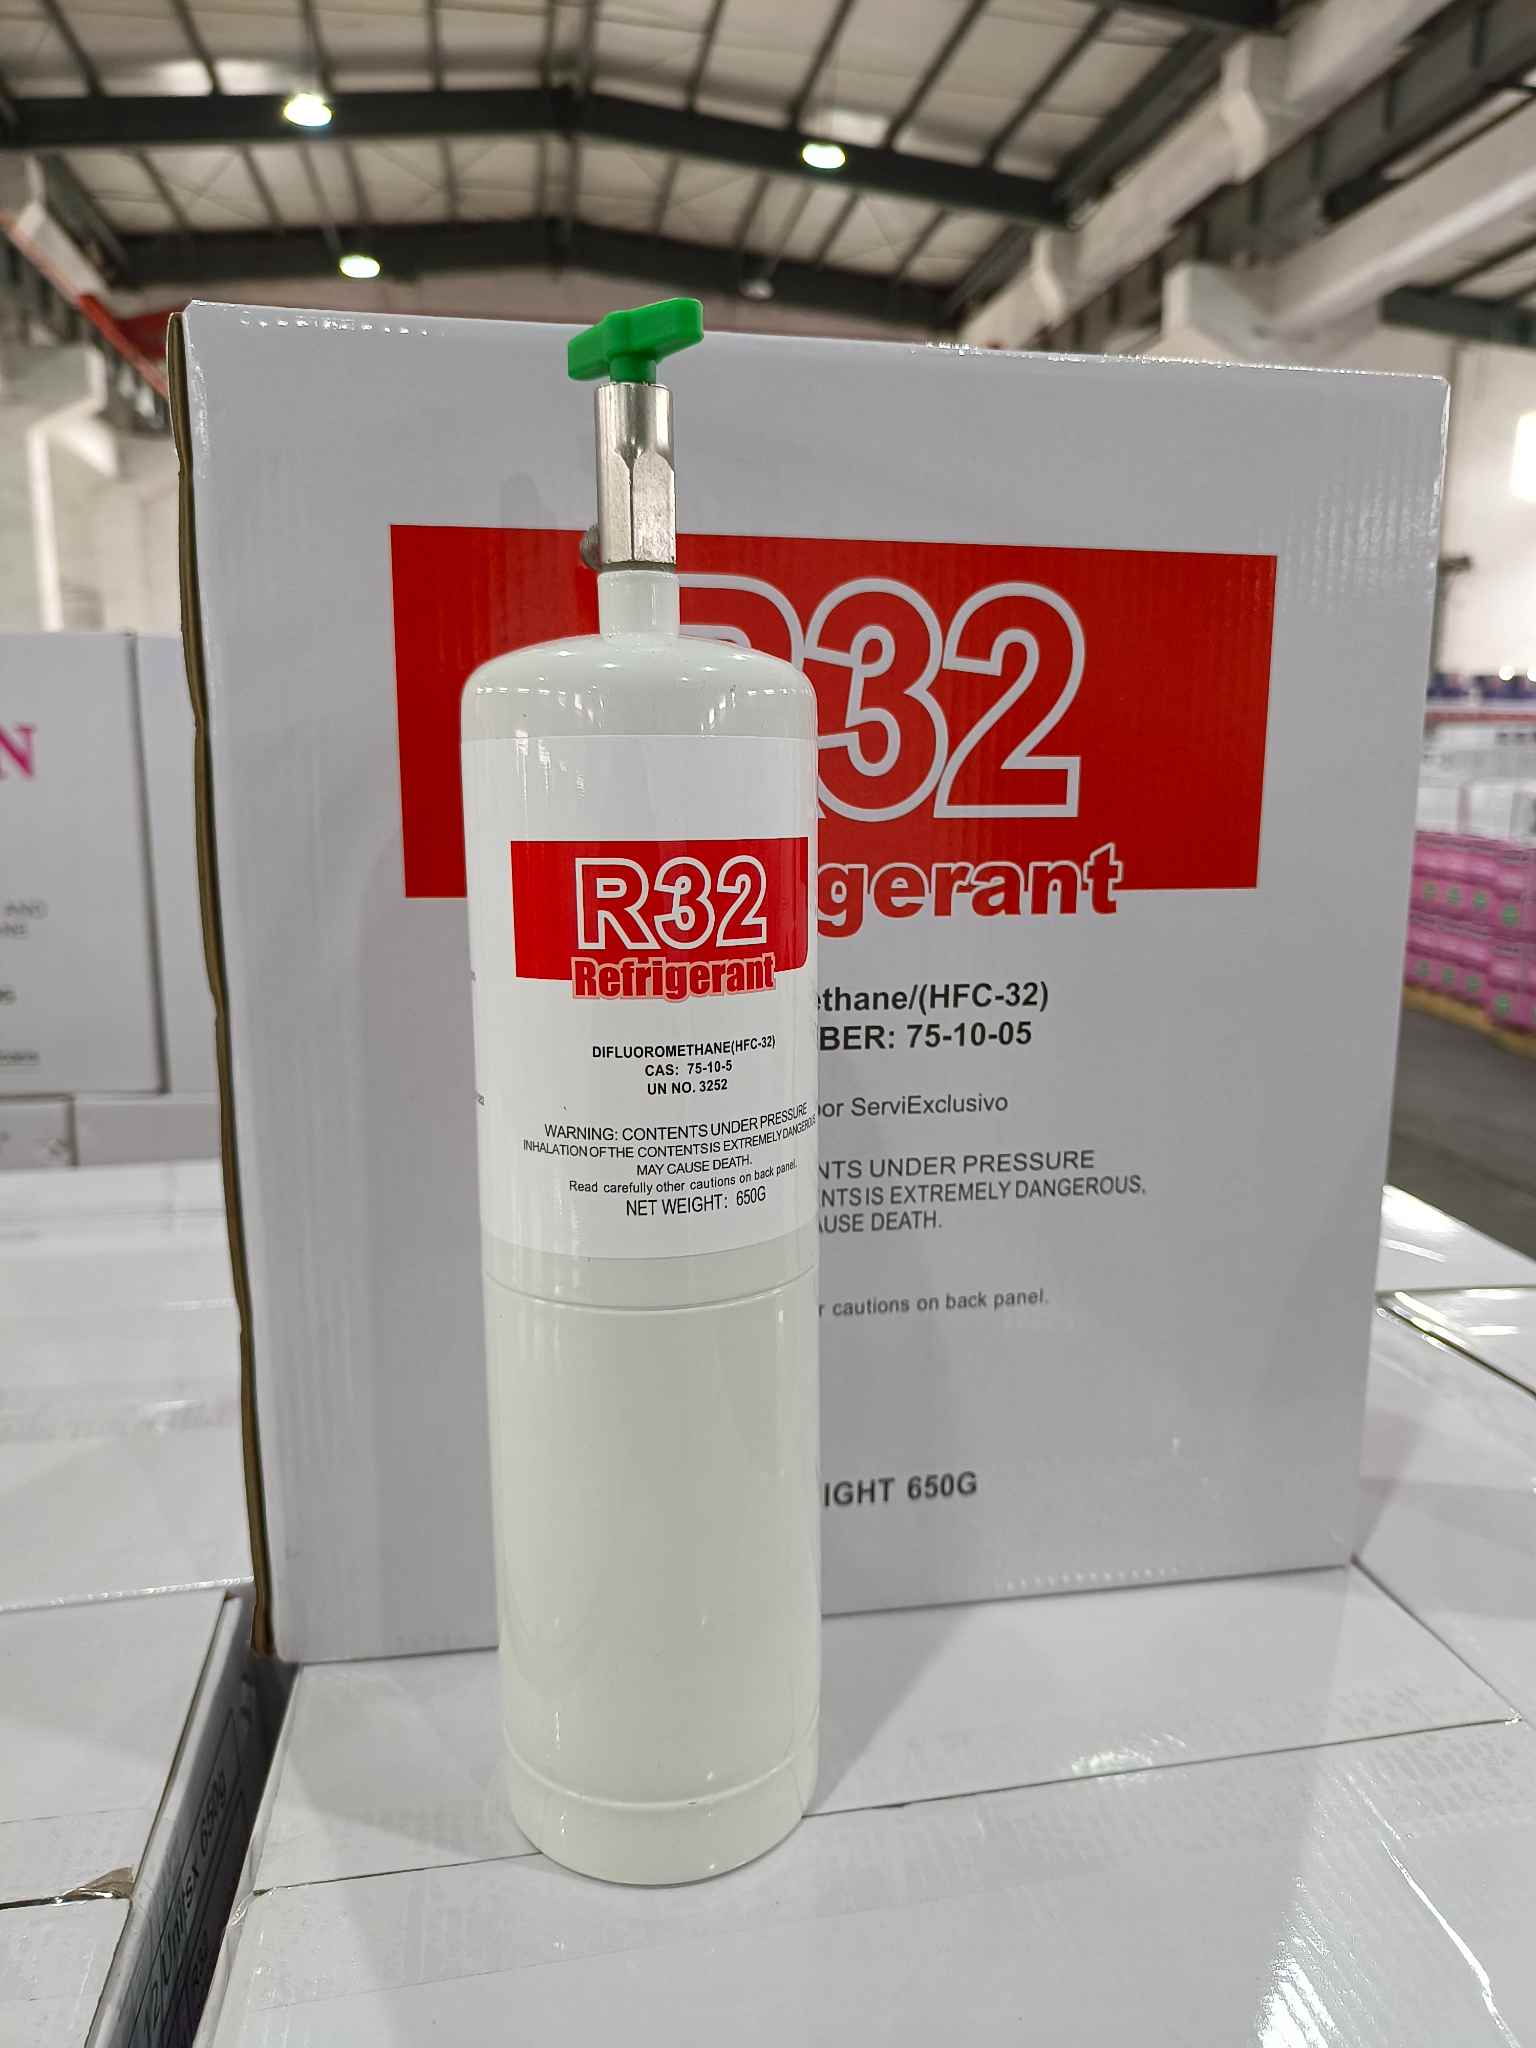 R32
Refrigerant
DIFLUOROMETHANE(HFC-32)
CAS: 75-10-5
UN NO. 3252
WARNING: CONTENTS UNDER PRESSURE
INHALATION OF THE CONTENTS IS EXTREMELY DANGEROUS
MAY CAUSE DEATH.
Read carefully other cautions on back panel.
NET WEIGHT: 650G
R32
gerant
ethane/(HFC-32)
BER: 75-10-05
por ServiExclusivo
NTS UNDER PRESSURE
NTS IS EXTREMELY DANGEROUS,
AUSE DEATH.
r cautions on back panel.
IGHT 650G
N
AND
650g